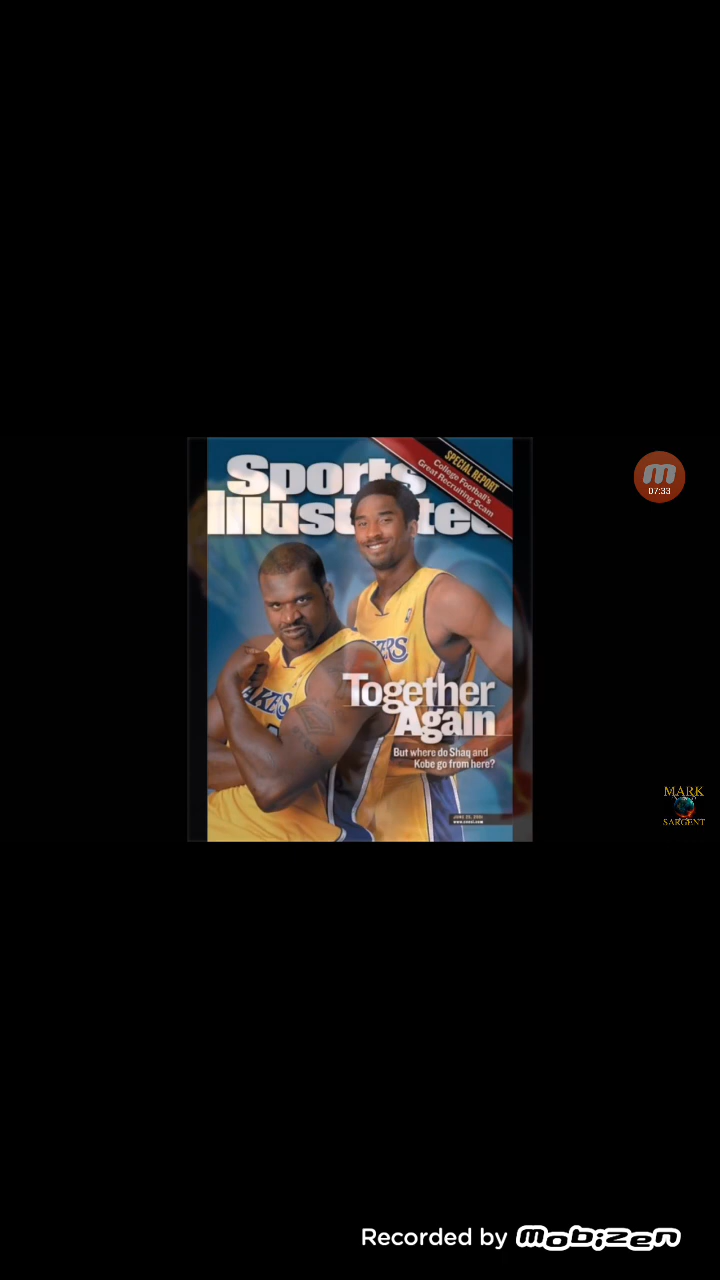 Sports
Illustrated
SPECIAL REPORT
College Football's
Great Recruiting Scam
07:33
AKERS
Together
Again
But where do Shaq and
Kobe go from here?
MARK
SARGENT
Recorded by mobizen